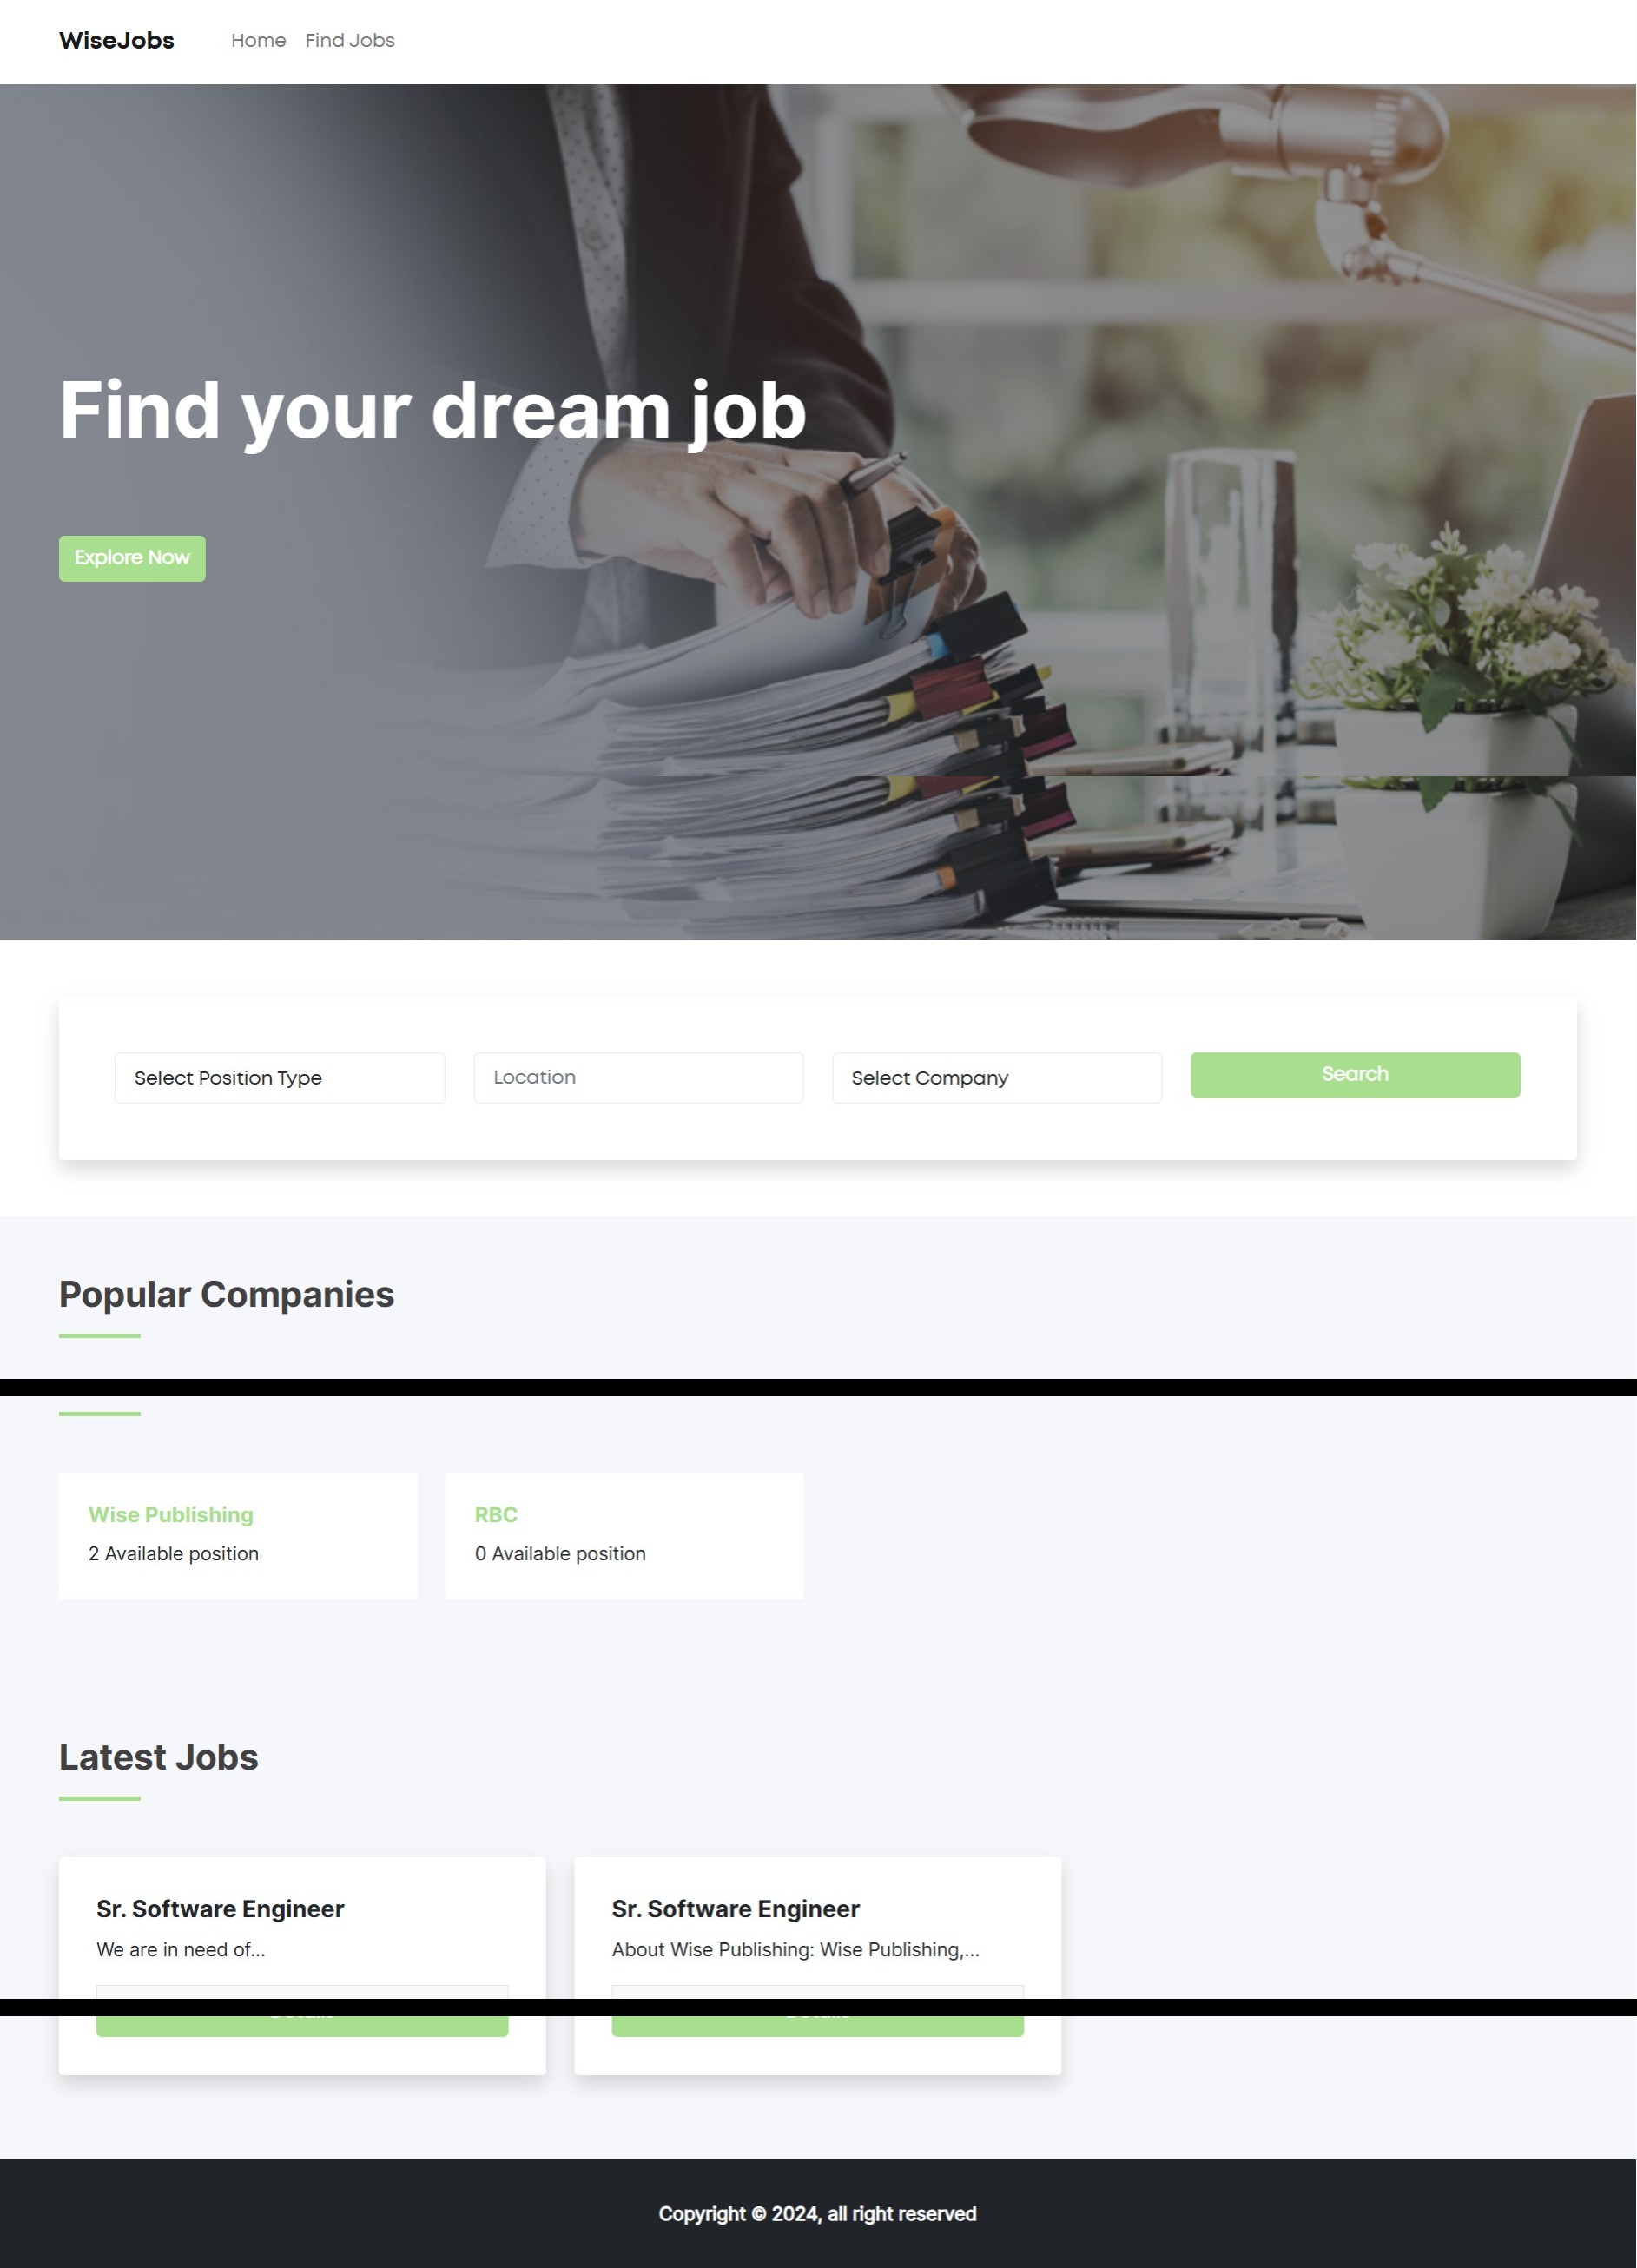 WiseJobs Home Find Jobs
Find your dream job
Explore Now
Select Position Type Location Select Company Search
Popular Companies
Wise Publishing RBC
2 Available position 0 Available position
Latest Jobs
Sr. Software Engineer Sr. Software Engineer
We are in need of... About Wise Publishing: Wise Publishing,...
Copyright © 2024, all right reserved